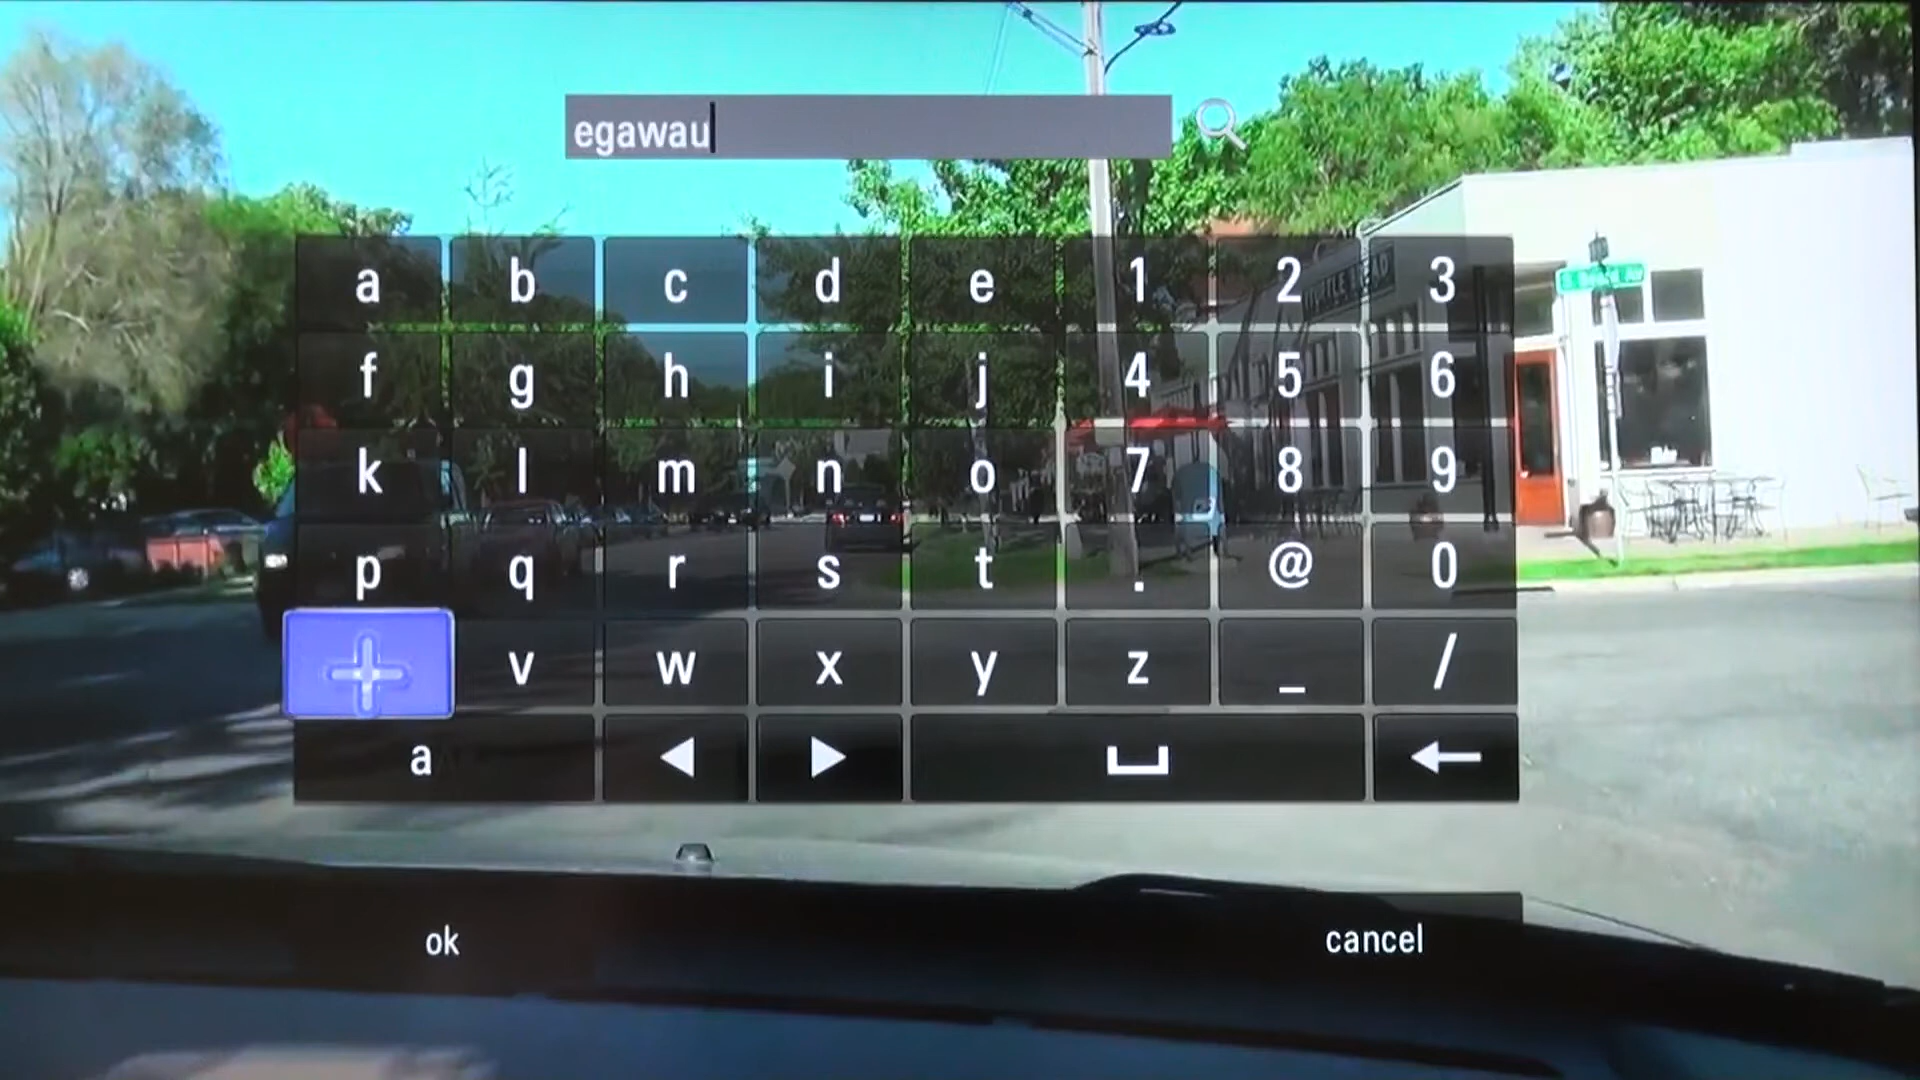 egawau
a b c d e 1 2 3
f g h i j 4 5 6
k l m n o 7 8 9
p q r s t . @ 0
v w x y z _ /
a
ok cancel